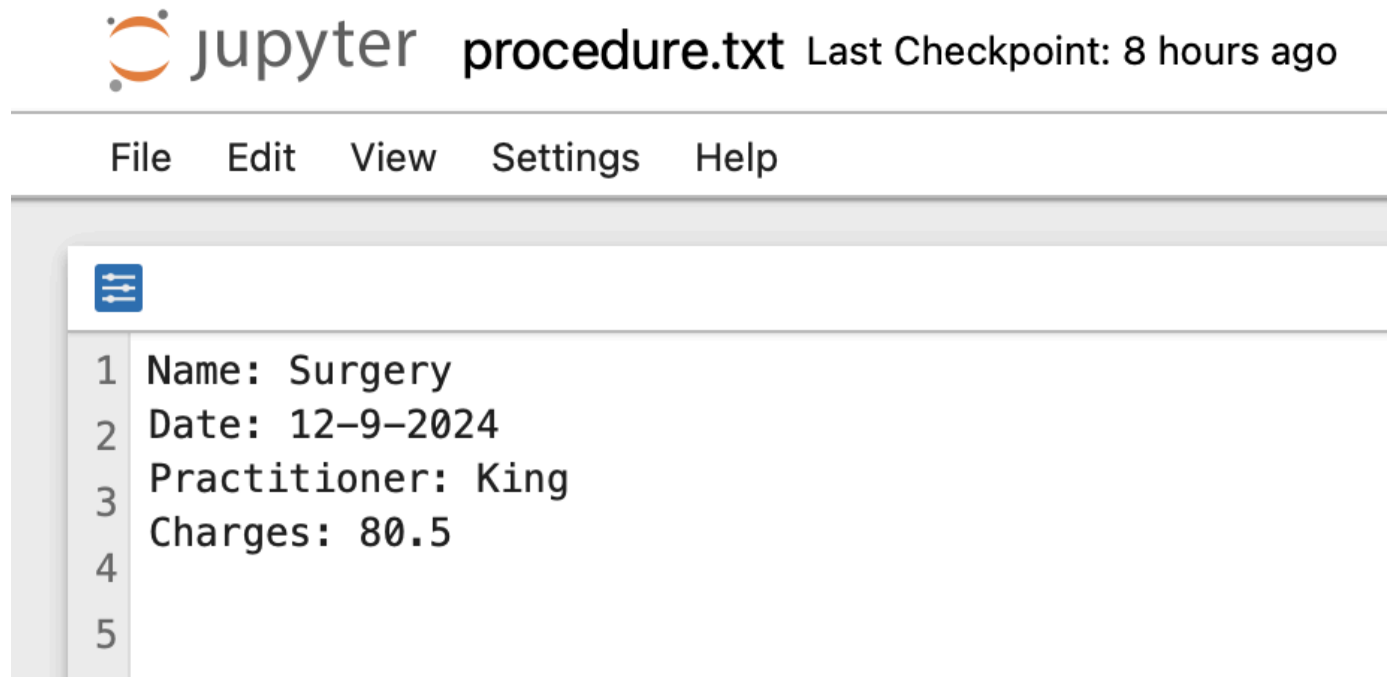 jupyter procedure.txt Last Checkpoint: 8 hours ago
File Edit View Settings Help
1 Name: Surgery
2 Date: 12-9-2024
3 Practitioner: King
4 Charges: 80.5
5